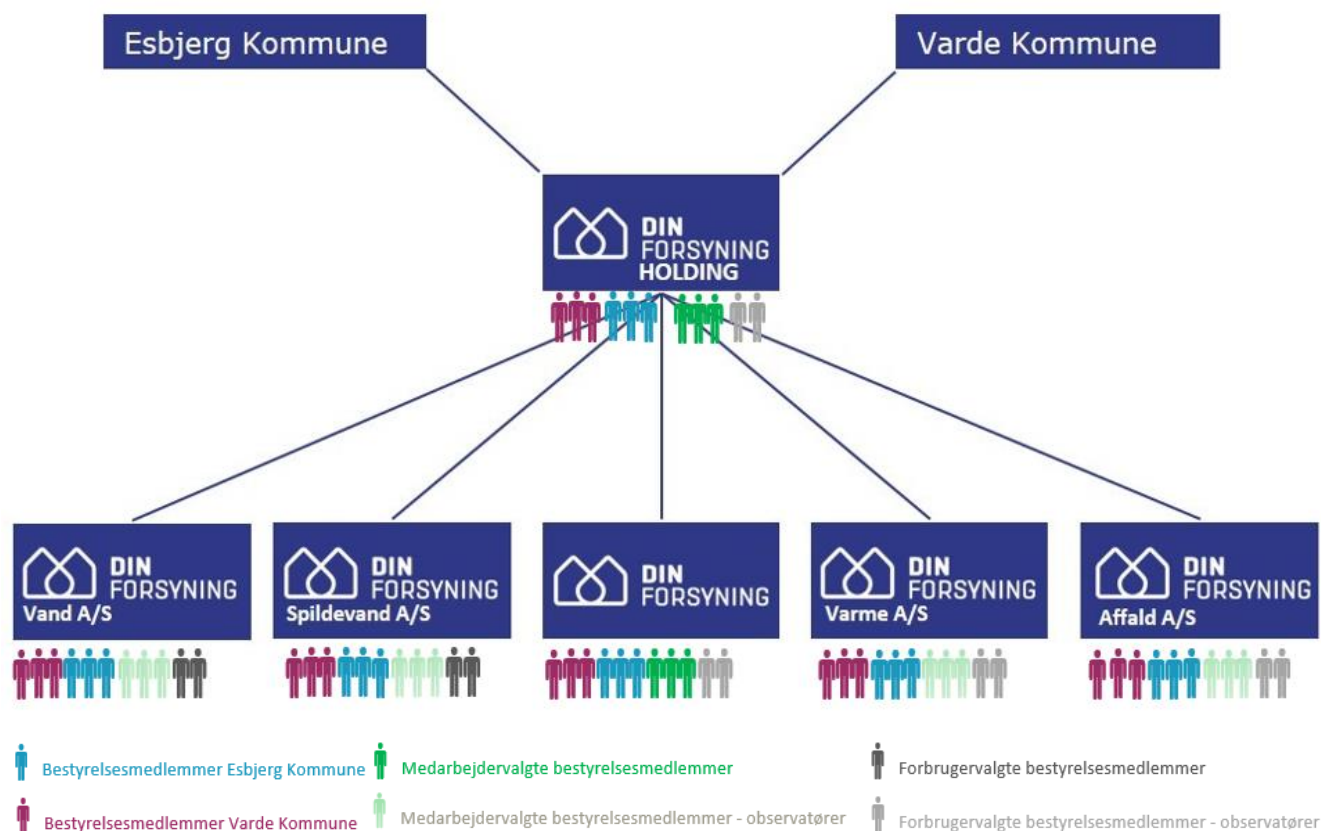 Esbjerg Kommune
Varde Kommune
DIN
FORSYNING
HOLDING
DIN
FORSYNING
Vand A/S
DIN
FORSYNING
Spildevand A/S
DIN
FORSYNING
DIN
FORSYNING
Varme A/S
DIN
FORSYNING
Affald A/S
Bestyrelsesmedlemmer Esbjerg Kommune
Medarbejdervalgte bestyrelsesmedlemmer
Forbrugervalgte bestyrelsesmedlemmer
Bestyrelsesmedlemmer Varde Kommune
Medarbejdervalgte bestyrelsesmedlemmer - observatører
Forbrugervalgte bestyrelsesmedlemmer - observatører